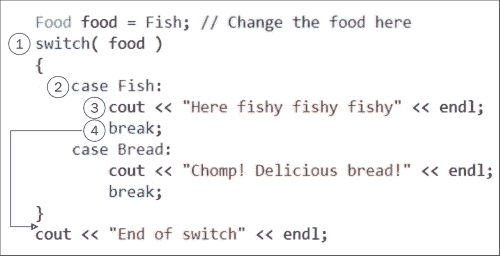 Food food = Fish; // Change the food here
1 switch( food )
{
2 case Fish:
3 cout << "Here fishy fishy fishy" << endl;
4 break;
case Bread:
cout << "Chomp! Delicious bread!" << endl;
break;
}
cout << "End of switch" << endl;